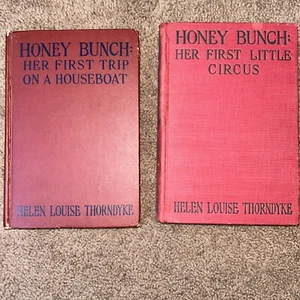 HONEY BUNCH:
HER FIRST TRIP
ON A HOUSEBOAT
HELEN LOUISE THORNDYKE
HONEY BUNCH:
HER FIRST LITTLE
CIRCUS
HELEN LOUISE THORNDYKE